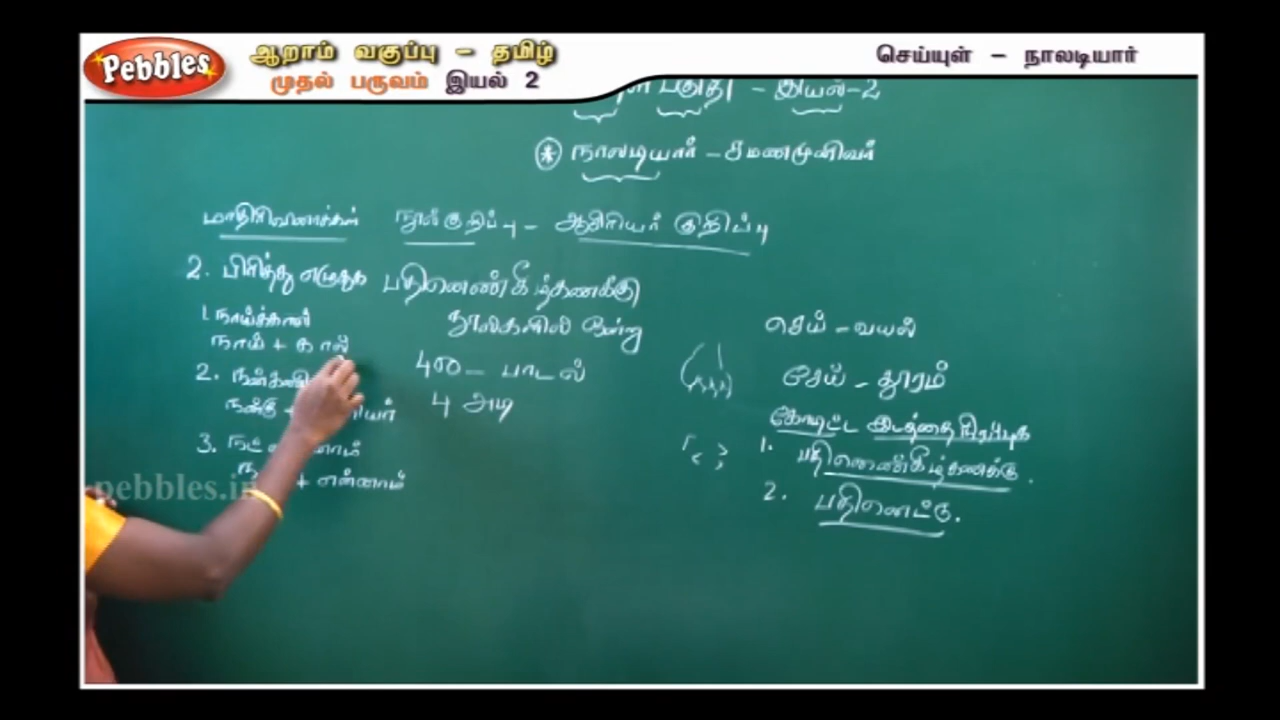 Pebbles
ஆறாம் வகுப்பு – தமிழ்
முதல் பருவம் இயல் 2
செய்யுள் – நாலடியார்
பகுதி - இயல்-2
நாலடியார் - சமணமுனிவர்
மாதிரிவினாக்கள்
நூல்குறிப்பு - ஆசிரியர் குறிப்பு
2. பிரித்து எழுதுக
பதினெண்கீழ்கணக்கு
நூல்களில் ஒன்று
400 - பாடல்
4 அடி
1. நாய்க்கால்
நாய் + கால்
2.
நன்கு +
3.
+ என்னாம்
செய் - வயல்
சேய் - தூரம்
கோடிட்ட இடத்தை நிரப்புக
1. பதினெண்கீழ்கணக்கு.
2. பதினெட்டு.
pebbles.in